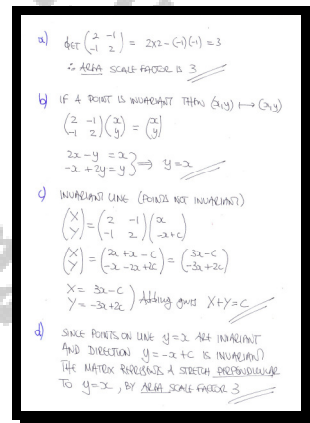 a) DET (2 -1
-1 2) = 2x2 - (-1)(-1) = 3
∴ AREA SCALE FACTOR IS 3
b) IF A POINT IS INVARIANT THEN (x,y) ⟼ (x,y)
(2 -1
-1 2)(x
y) = (x
y)
2x - y = x
-x + 2y = y } ⟹ y = x
c) INVARIANT LINE (POINTS NOT INVARIANT)
(X
Y) = (2 -1
-1 2)(x
-x+c)
(X
Y) = (2x + x - c
-x - 2x + 2c) = (3x - c
-3x + 2c)
X = 3x - c
Y = -3x + 2c ) Adding gives X + Y = C
d) SINCE POINTS ON LINE y = x ARE INVARIANT
AND DIRECTION y = -x + c IS INVARIANT
THE MATRIX REPRESENTS A STRETCH PERPENDICULAR
TO y = x, BY AREA SCALE FACTOR 3